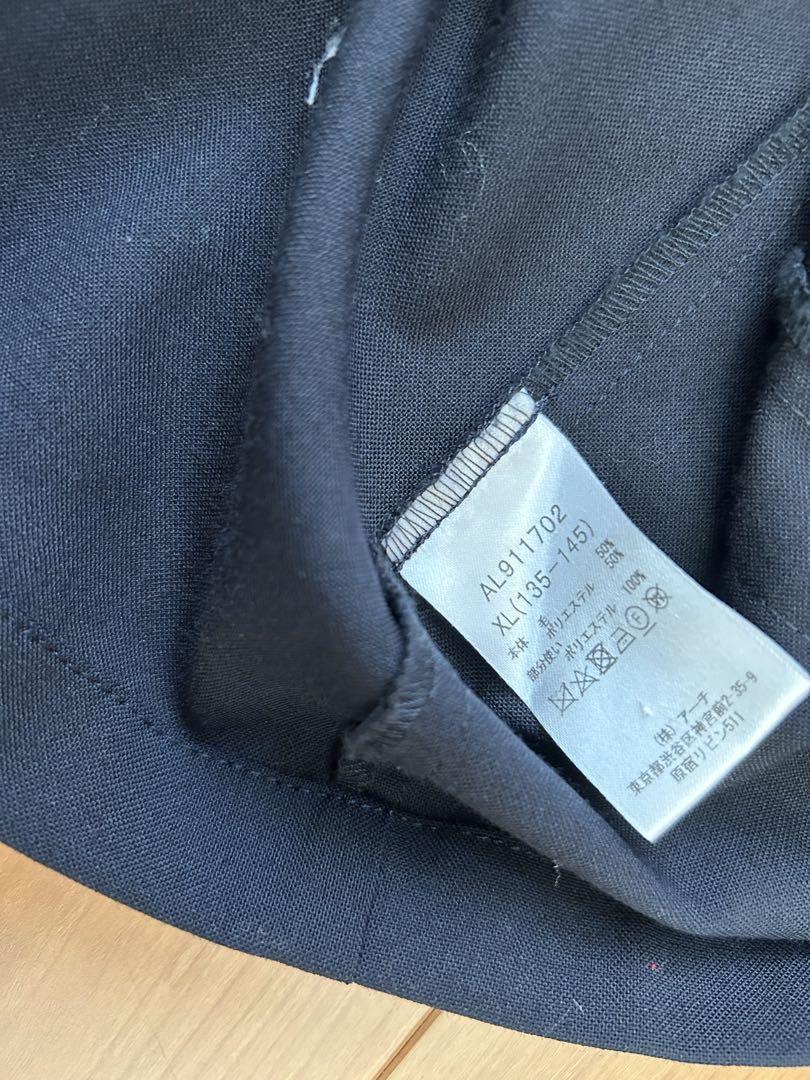 AL911702
XL(135-145)
本体 毛 50%
ポリエステル 50%
部分使い ポリエステル 100%
(株)アーチ
東京都渋谷区神宮前2-35-9
原宿リビン511